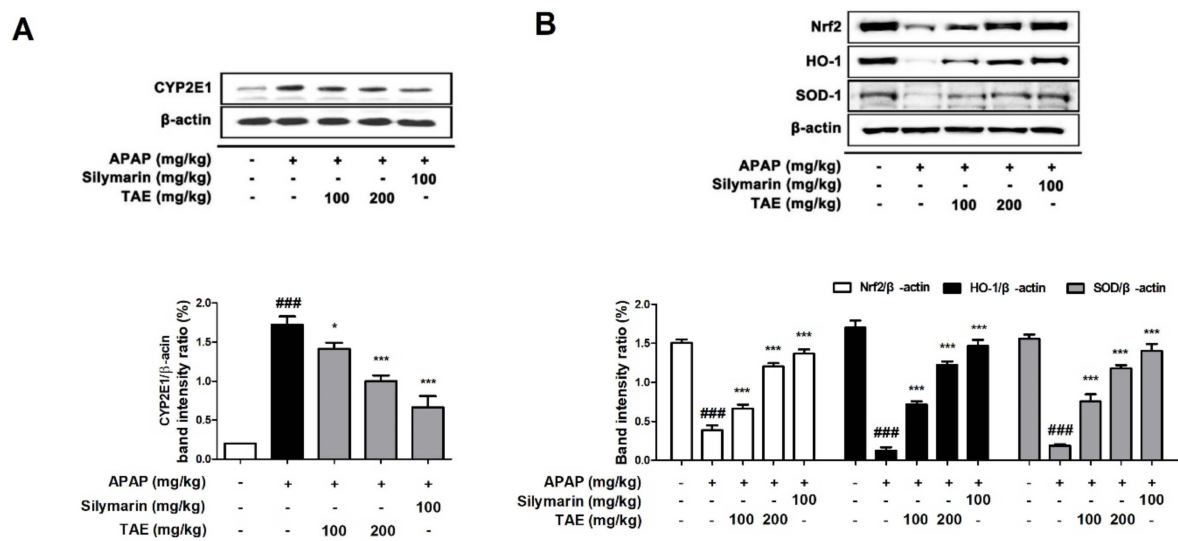 A
CYP2E1
β-actin
APAP (mg/kg) - + + + +
Silymarin (mg/kg) - - - - 100
TAE (mg/kg) - - 100 200 -
CYP2E1/β-acin
band intensity ratio (%)
2.0
1.5
1.0
0.5
0.0
###
*
***
***
APAP (mg/kg) - + + + +
Silymarin (mg/kg) - - - - 100
TAE (mg/kg) - - 100 200 -
B
Nrf2
HO-1
SOD-1
β-actin
APAP (mg/kg) - + + + +
Silymarin (mg/kg) - - - - 100
TAE (mg/kg) - - 100 200 -
Nrf2/β -actin HO-1/β -actin SOD/β -actin
Band intensity ratio (%)
2.0
1.5
1.0
0.5
0.0
### *** *** *** ### *** *** *** ### *** *** ***
APAP (mg/kg) - + + + + - + + + + - + + + +
Silymarin (mg/kg) - - - - 100 - - - - 100 - - - - 100
TAE (mg/kg) - - 100 200 - - - 100 200 - - - 100 200 -